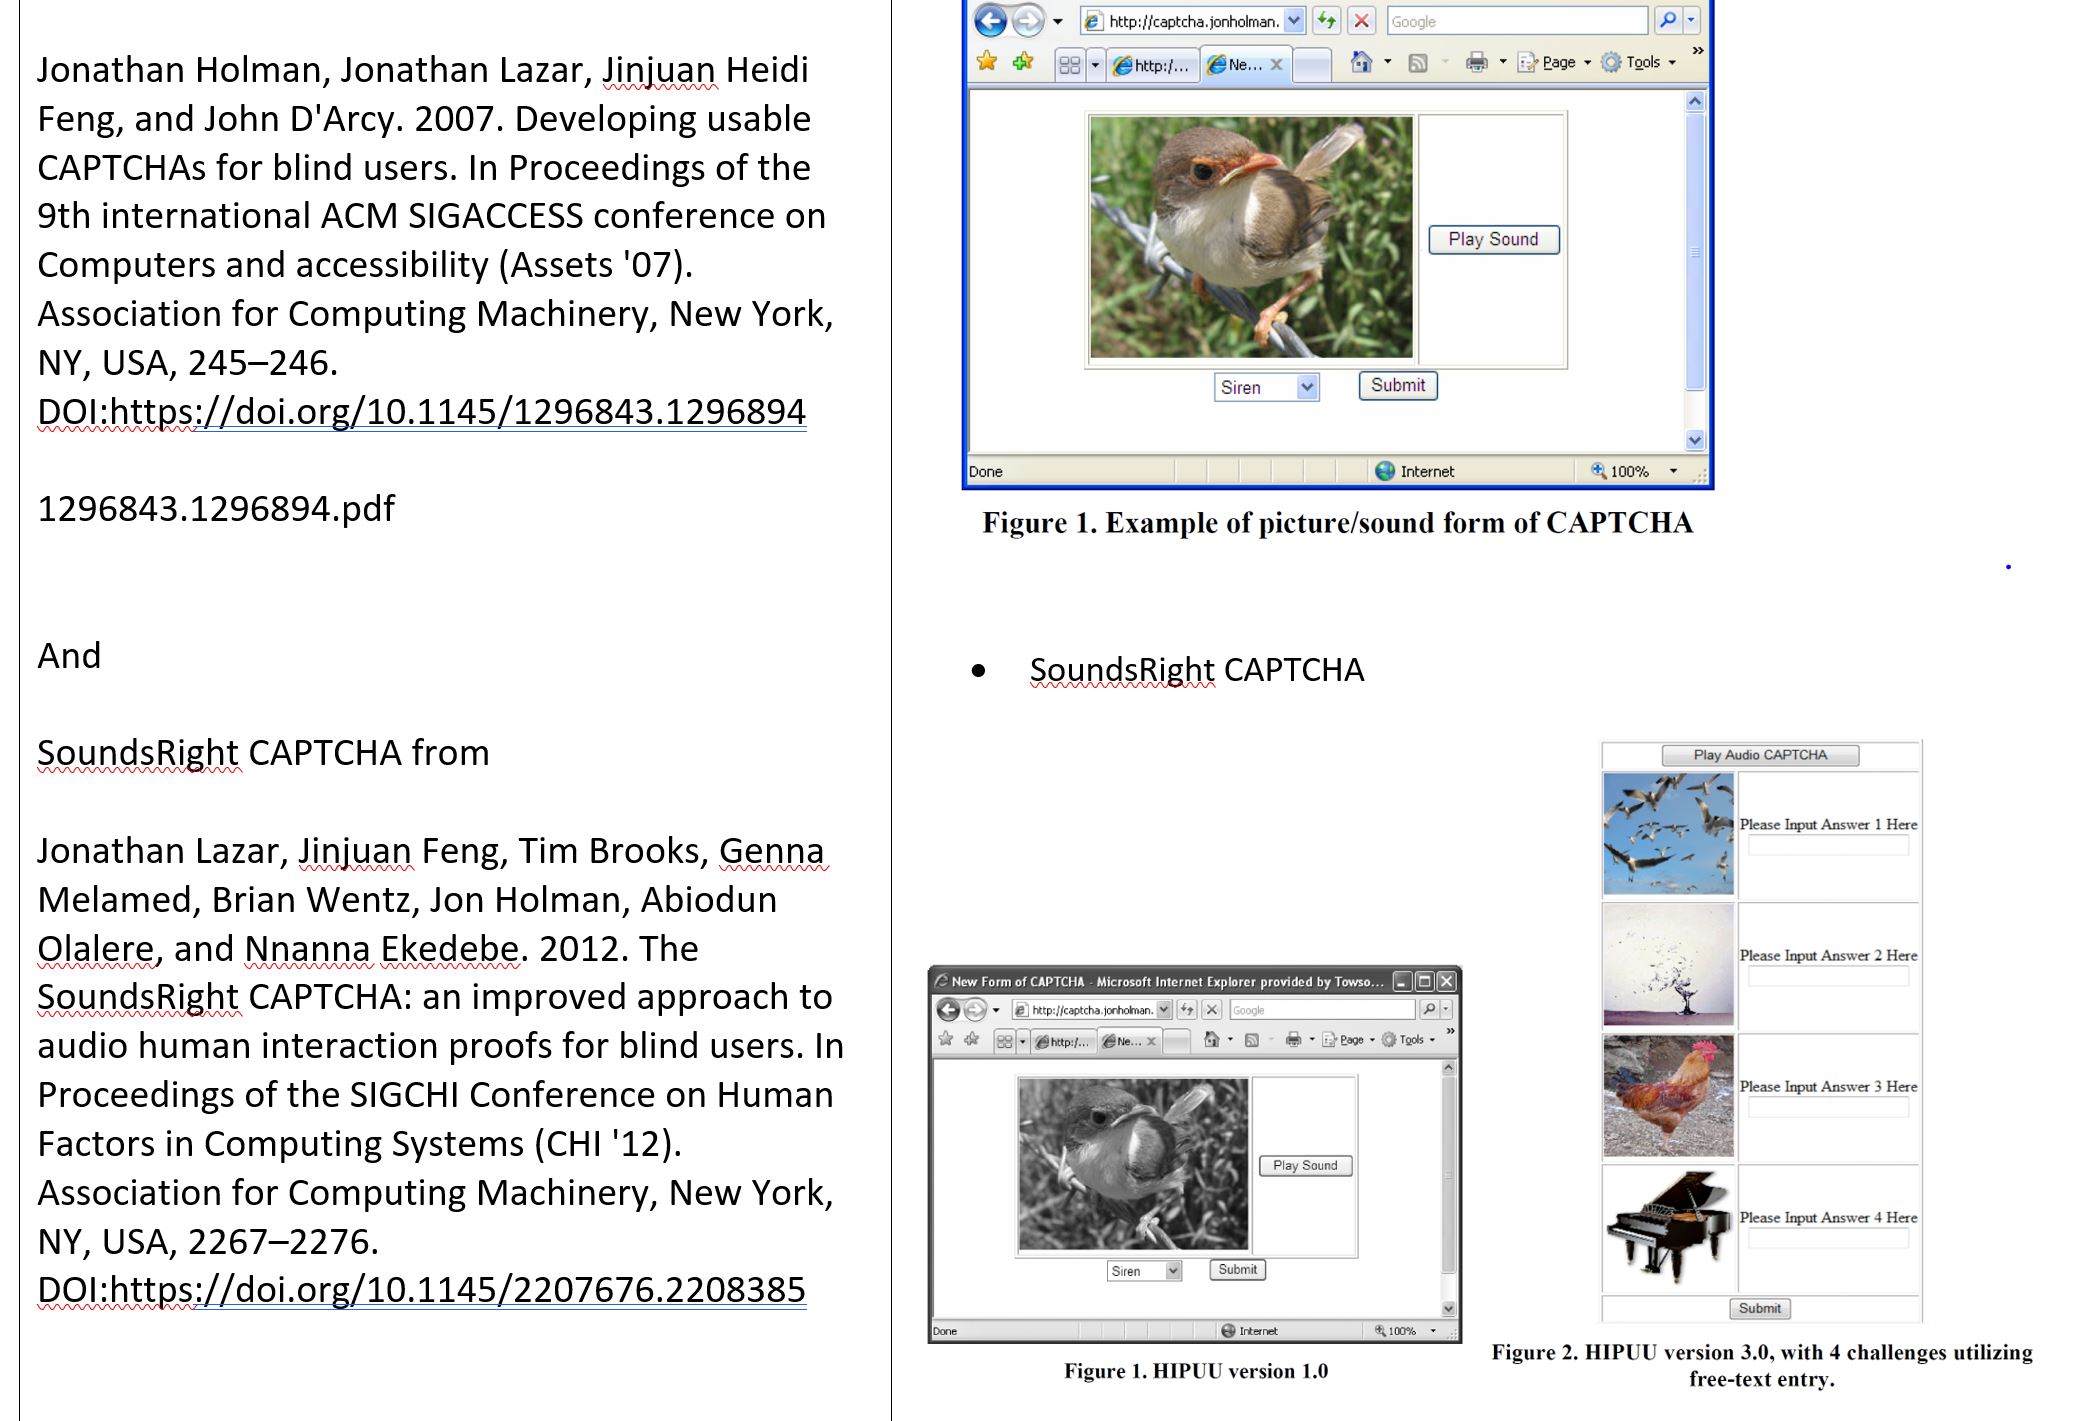 Jonathan Holman, Jonathan Lazar, Jinjuan Heidi
Feng, and John D'Arcy. 2007. Developing usable
CAPTCHAs for blind users. In Proceedings of the
9th international ACM SIGACCESS conference on
Computers and accessibility (Assets '07).
Association for Computing Machinery, New York,
NY, USA, 245–246.
DOI:https://doi.org/10.1145/1296843.1296894
1296843.1296894.pdf
And
SoundsRight CAPTCHA from
Jonathan Lazar, Jinjuan Feng, Tim Brooks, Genna
Melamed, Brian Wentz, Jon Holman, Abiodun
Olalere, and Nnanna Ekedebe. 2012. The
SoundsRight CAPTCHA: an improved approach to
audio human interaction proofs for blind users. In
Proceedings of the SIGCHI Conference on Human
Factors in Computing Systems (CHI '12).
Association for Computing Machinery, New York,
NY, USA, 2267–2276.
DOI:https://doi.org/10.1145/2207676.2208385
http://captcha.jonholman. Google
http:/... Ne... Page Tools »
Play Sound
Siren Submit
Done Internet 100%
Figure 1. Example of picture/sound form of CAPTCHA
• SoundsRight CAPTCHA
New Form of CAPTCHA - Microsoft Internet Explorer provided by Towso...
http://captcha.jonholman. Google
http:/... Ne... Page Tools »
Play Sound
Siren Submit
Done Internet 100%
Figure 1. HIPUU version 1.0
Play Audio CAPTCHA
Please Input Answer 1 Here
Please Input Answer 2 Here
Please Input Answer 3 Here
Please Input Answer 4 Here
Submit
Figure 2. HIPUU version 3.0, with 4 challenges utilizing
free-text entry.